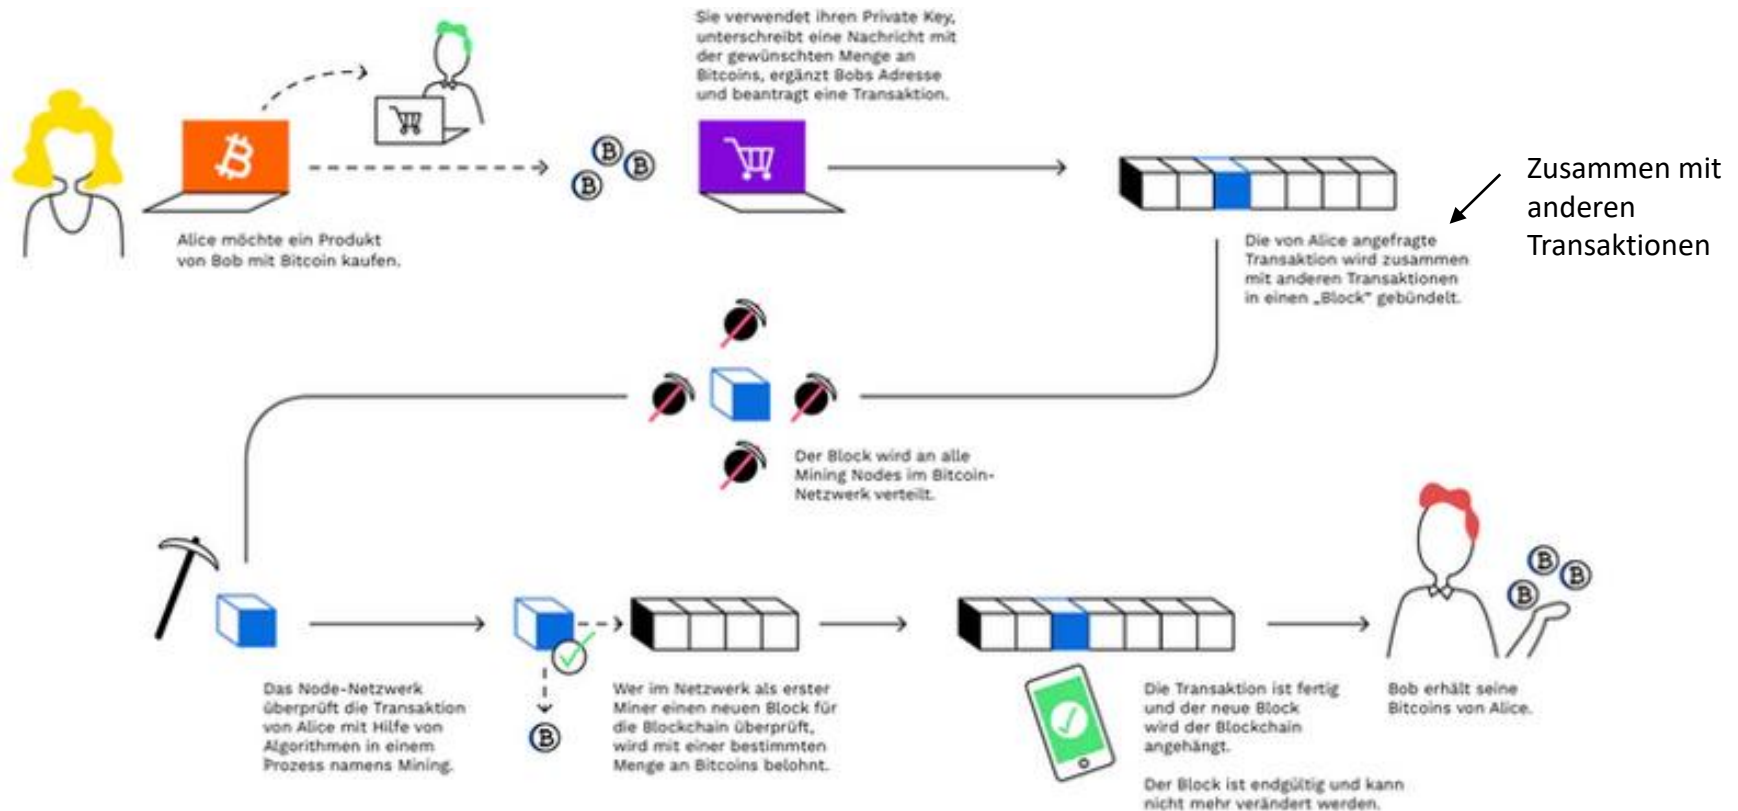 Sie verwendet ihren Private Key,
unterschreibt eine Nachricht mit
der gewünschten Menge an
Bitcoins, ergänzt Bobs Adresse
und beantragt eine Transaktion.
Alice möchte ein Produkt
von Bob mit Bitcoin kaufen.
Zusammen mit
anderen
Transaktionen
Die von Alice angefragte
Transaktion wird zusammen
mit anderen Transaktionen
in einen „Block" gebündelt.
Der Block wird an alle
Mining Nodes im Bitcoin-
Netzwerk verteilt.
Das Node-Netzwerk
überprüft die Transaktion
von Alice mit Hilfe von
Algorithmen in einem
Prozess namens Mining.
Wer im Netzwerk als erster
Miner einen neuen Block für
die Blockchain überprüft,
wird mit einer bestimmten
Menge an Bitcoins belohnt.
Die Transaktion ist fertig
und der neue Block
wird der Blockchain
angehängt.
Der Block ist endgültig und kann
nicht mehr verändert werden.
Bob erhält seine
Bitcoins von Alice.